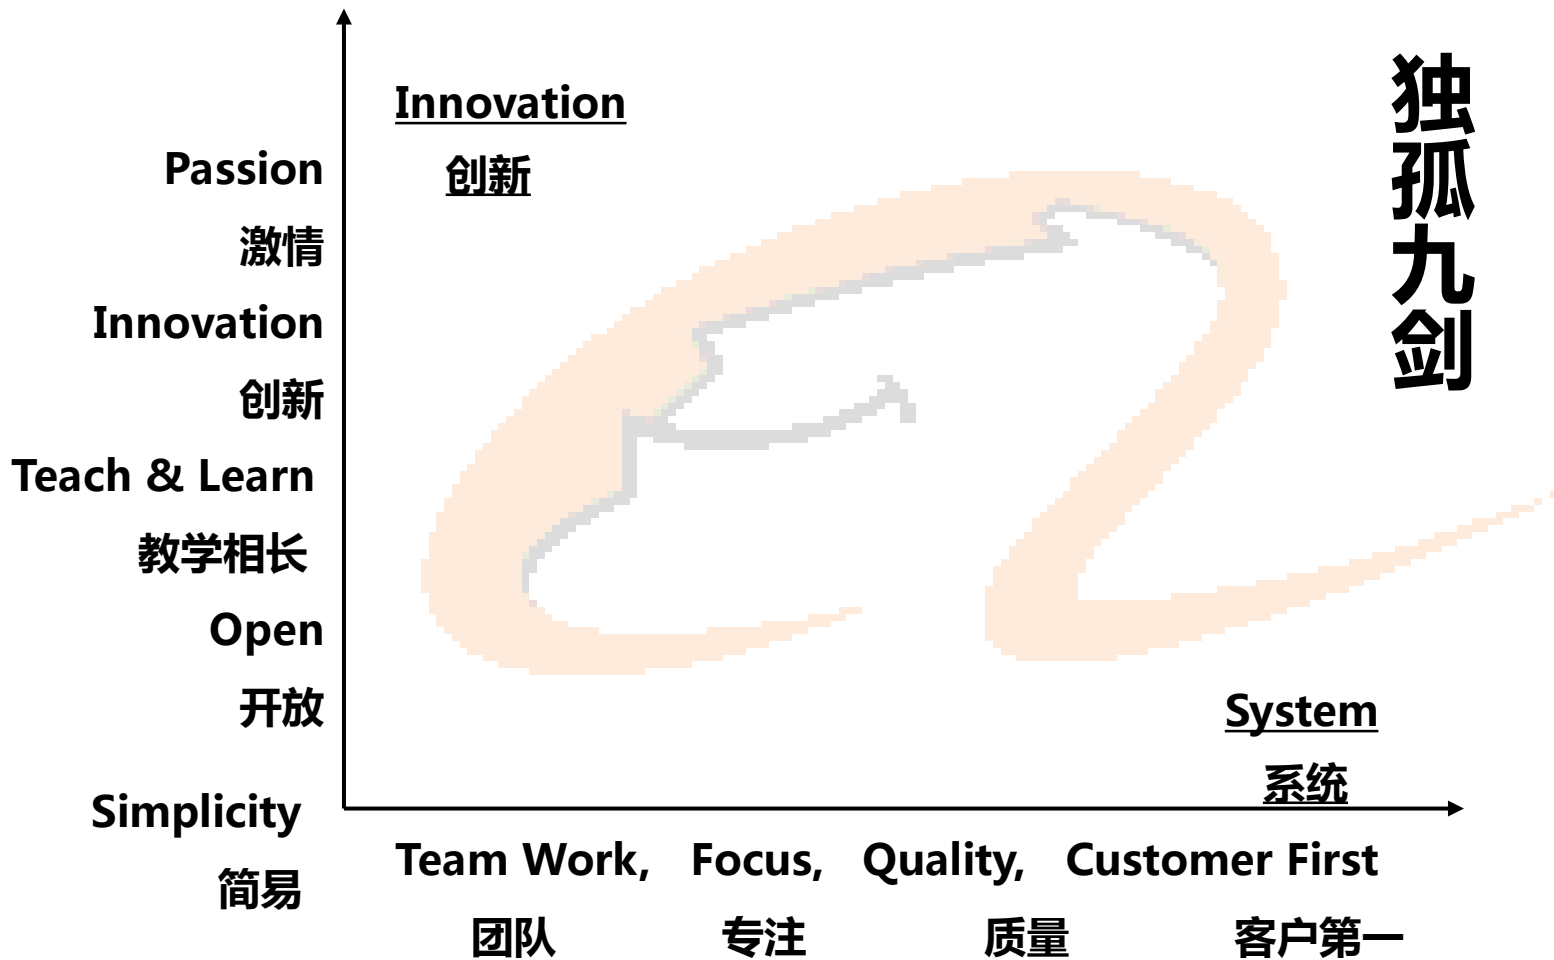 独孤九剑
Innovation
创新
Passion
激情
Innovation
创新
Teach & Learn
教学相长
Open
开放
Simplicity
简易
System
系统
Team Work, Focus, Quality, Customer First
团队 专注 质量 客户第一